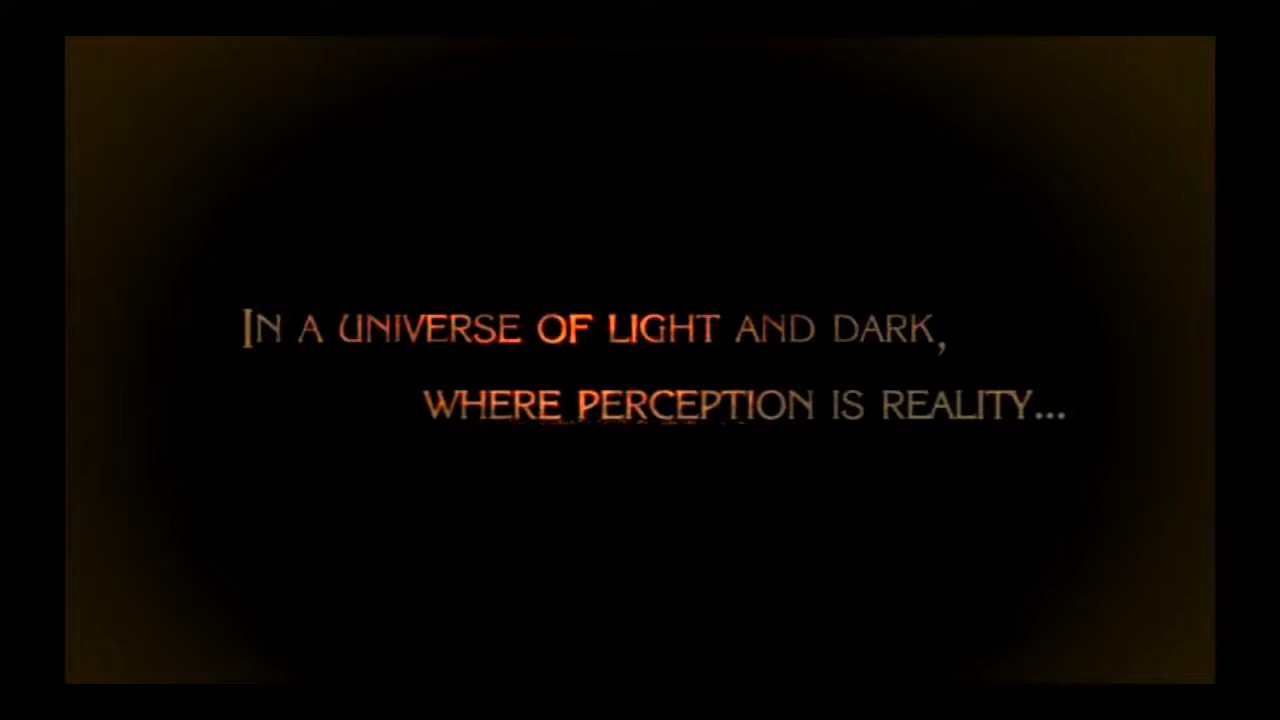 In a universe of light and dark,
where perception is reality...